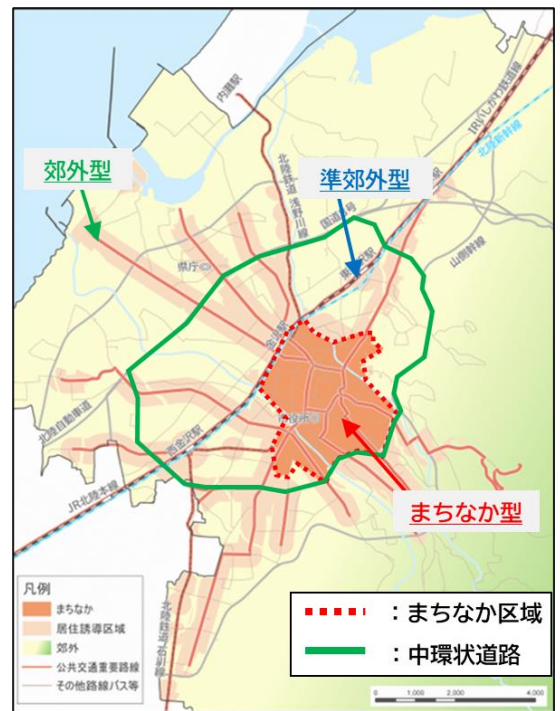 内灘駅
IRいしかわ鉄道線
北陸新幹線
郊外型
準郊外型
北陸鉄道 浅野川線
駅
県庁◎
山側幹線
金沢駅
北陸自動車道
西金沢駅
JR北陸本線
まちなか型
北陸鉄道 石川線
凡例
まちなか
居住誘導区域
郊外
公共交通重要路線
その他路線バス等
：まちなか区域
：中環状道路
0 1,000 2,000 4,000